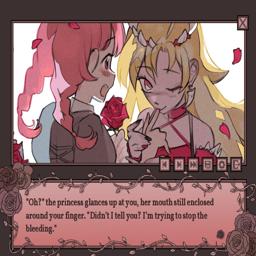 "Oh?" the princess glances up at you, her mouth still enclosed
around your finger. "Didn't I tell you? I'm trying to stop the
bleeding."